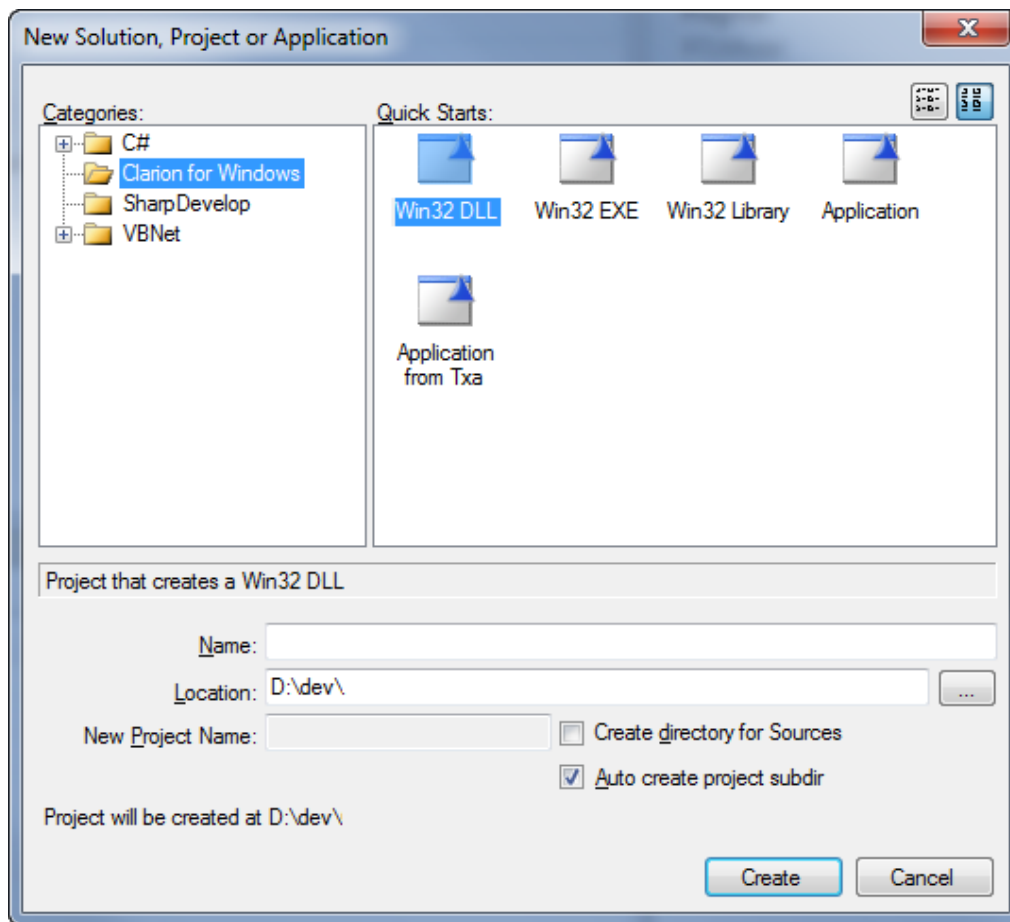 New Solution, Project or Application
Categories:
Quick Starts:
C#
Clarion for Windows
SharpDevelop
VBNet
Win32 DLL
Win32 EXE
Win32 Library
Application
Application
from Txa
Project that creates a Win32 DLL
Name:
Location: D:\dev\
...
New Project Name:
Create directory for Sources
Auto create project subdir
Project will be created at D:\dev\
Create
Cancel